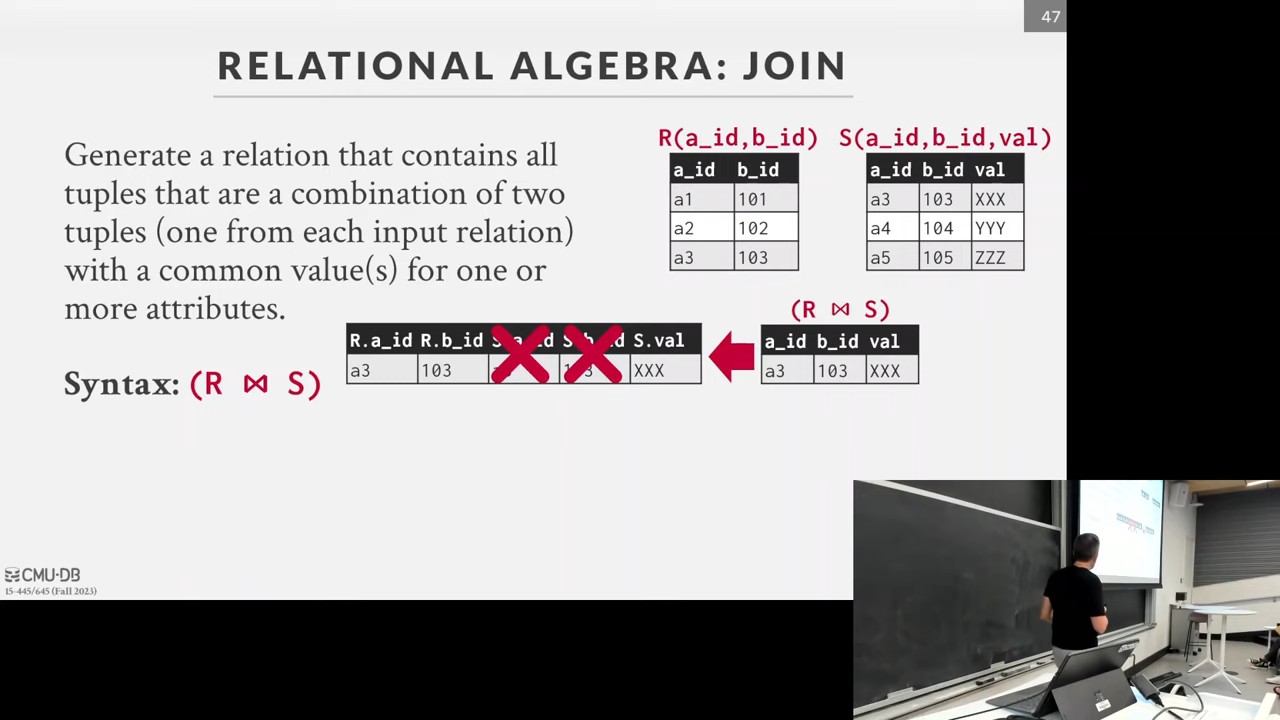 47
RELATIONAL ALGEBRA: JOIN
Generate a relation that contains all
tuples that are a combination of two
tuples (one from each input relation)
with a common value(s) for one or
more attributes.
Syntax: (R ⋈ S)
R(a_id,b_id)
a_id b_id
a1 101
a2 102
a3 103
S(a_id,b_id,val)
a_id b_id val
a3 103 XXX
a4 104 YYY
a5 105 ZZZ
(R ⋈ S)
a_id b_id val
a3 103 XXX
R.a_id R.b_id S.val
a3 103 XXX
CMU·DB
15-445/645 (Fall 2023)